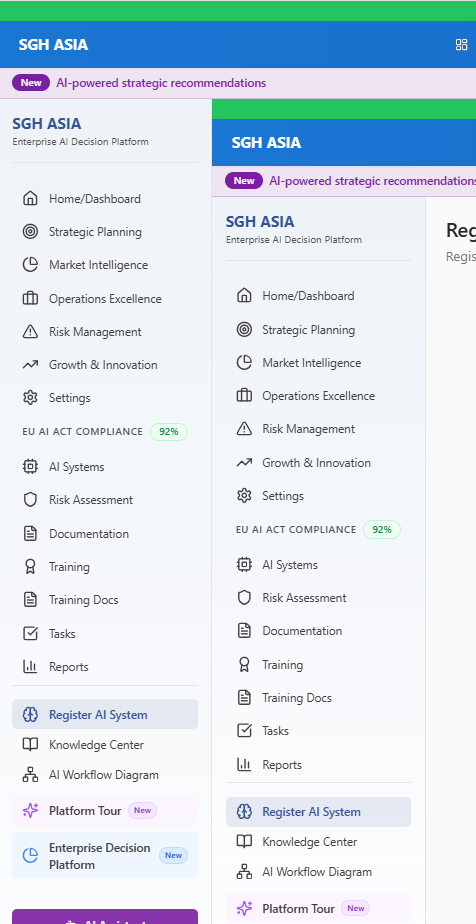 SGH ASIA
New AI-powered strategic recommendations
SGH ASIA
Enterprise AI Decision Platform
Home/Dashboard
Strategic Planning
Market Intelligence
Operations Excellence
Risk Management
Growth & Innovation
Settings
EU AI ACT COMPLIANCE 92%
AI Systems
Risk Assessment
Documentation
Training
Training Docs
Tasks
Reports
Register AI System
Knowledge Center
AI Workflow Diagram
Platform Tour New
Enterprise Decision
Platform New
SGH ASIA
New AI-powered strategic recommendations
SGH ASIA
Enterprise AI Decision Platform
Home/Dashboard
Strategic Planning
Market Intelligence
Operations Excellence
Risk Management
Growth & Innovation
Settings
EU AI ACT COMPLIANCE 92%
AI Systems
Risk Assessment
Documentation
Training
Training Docs
Tasks
Reports
Register AI System
Knowledge Center
AI Workflow Diagram
Platform Tour New
Reg
Regis